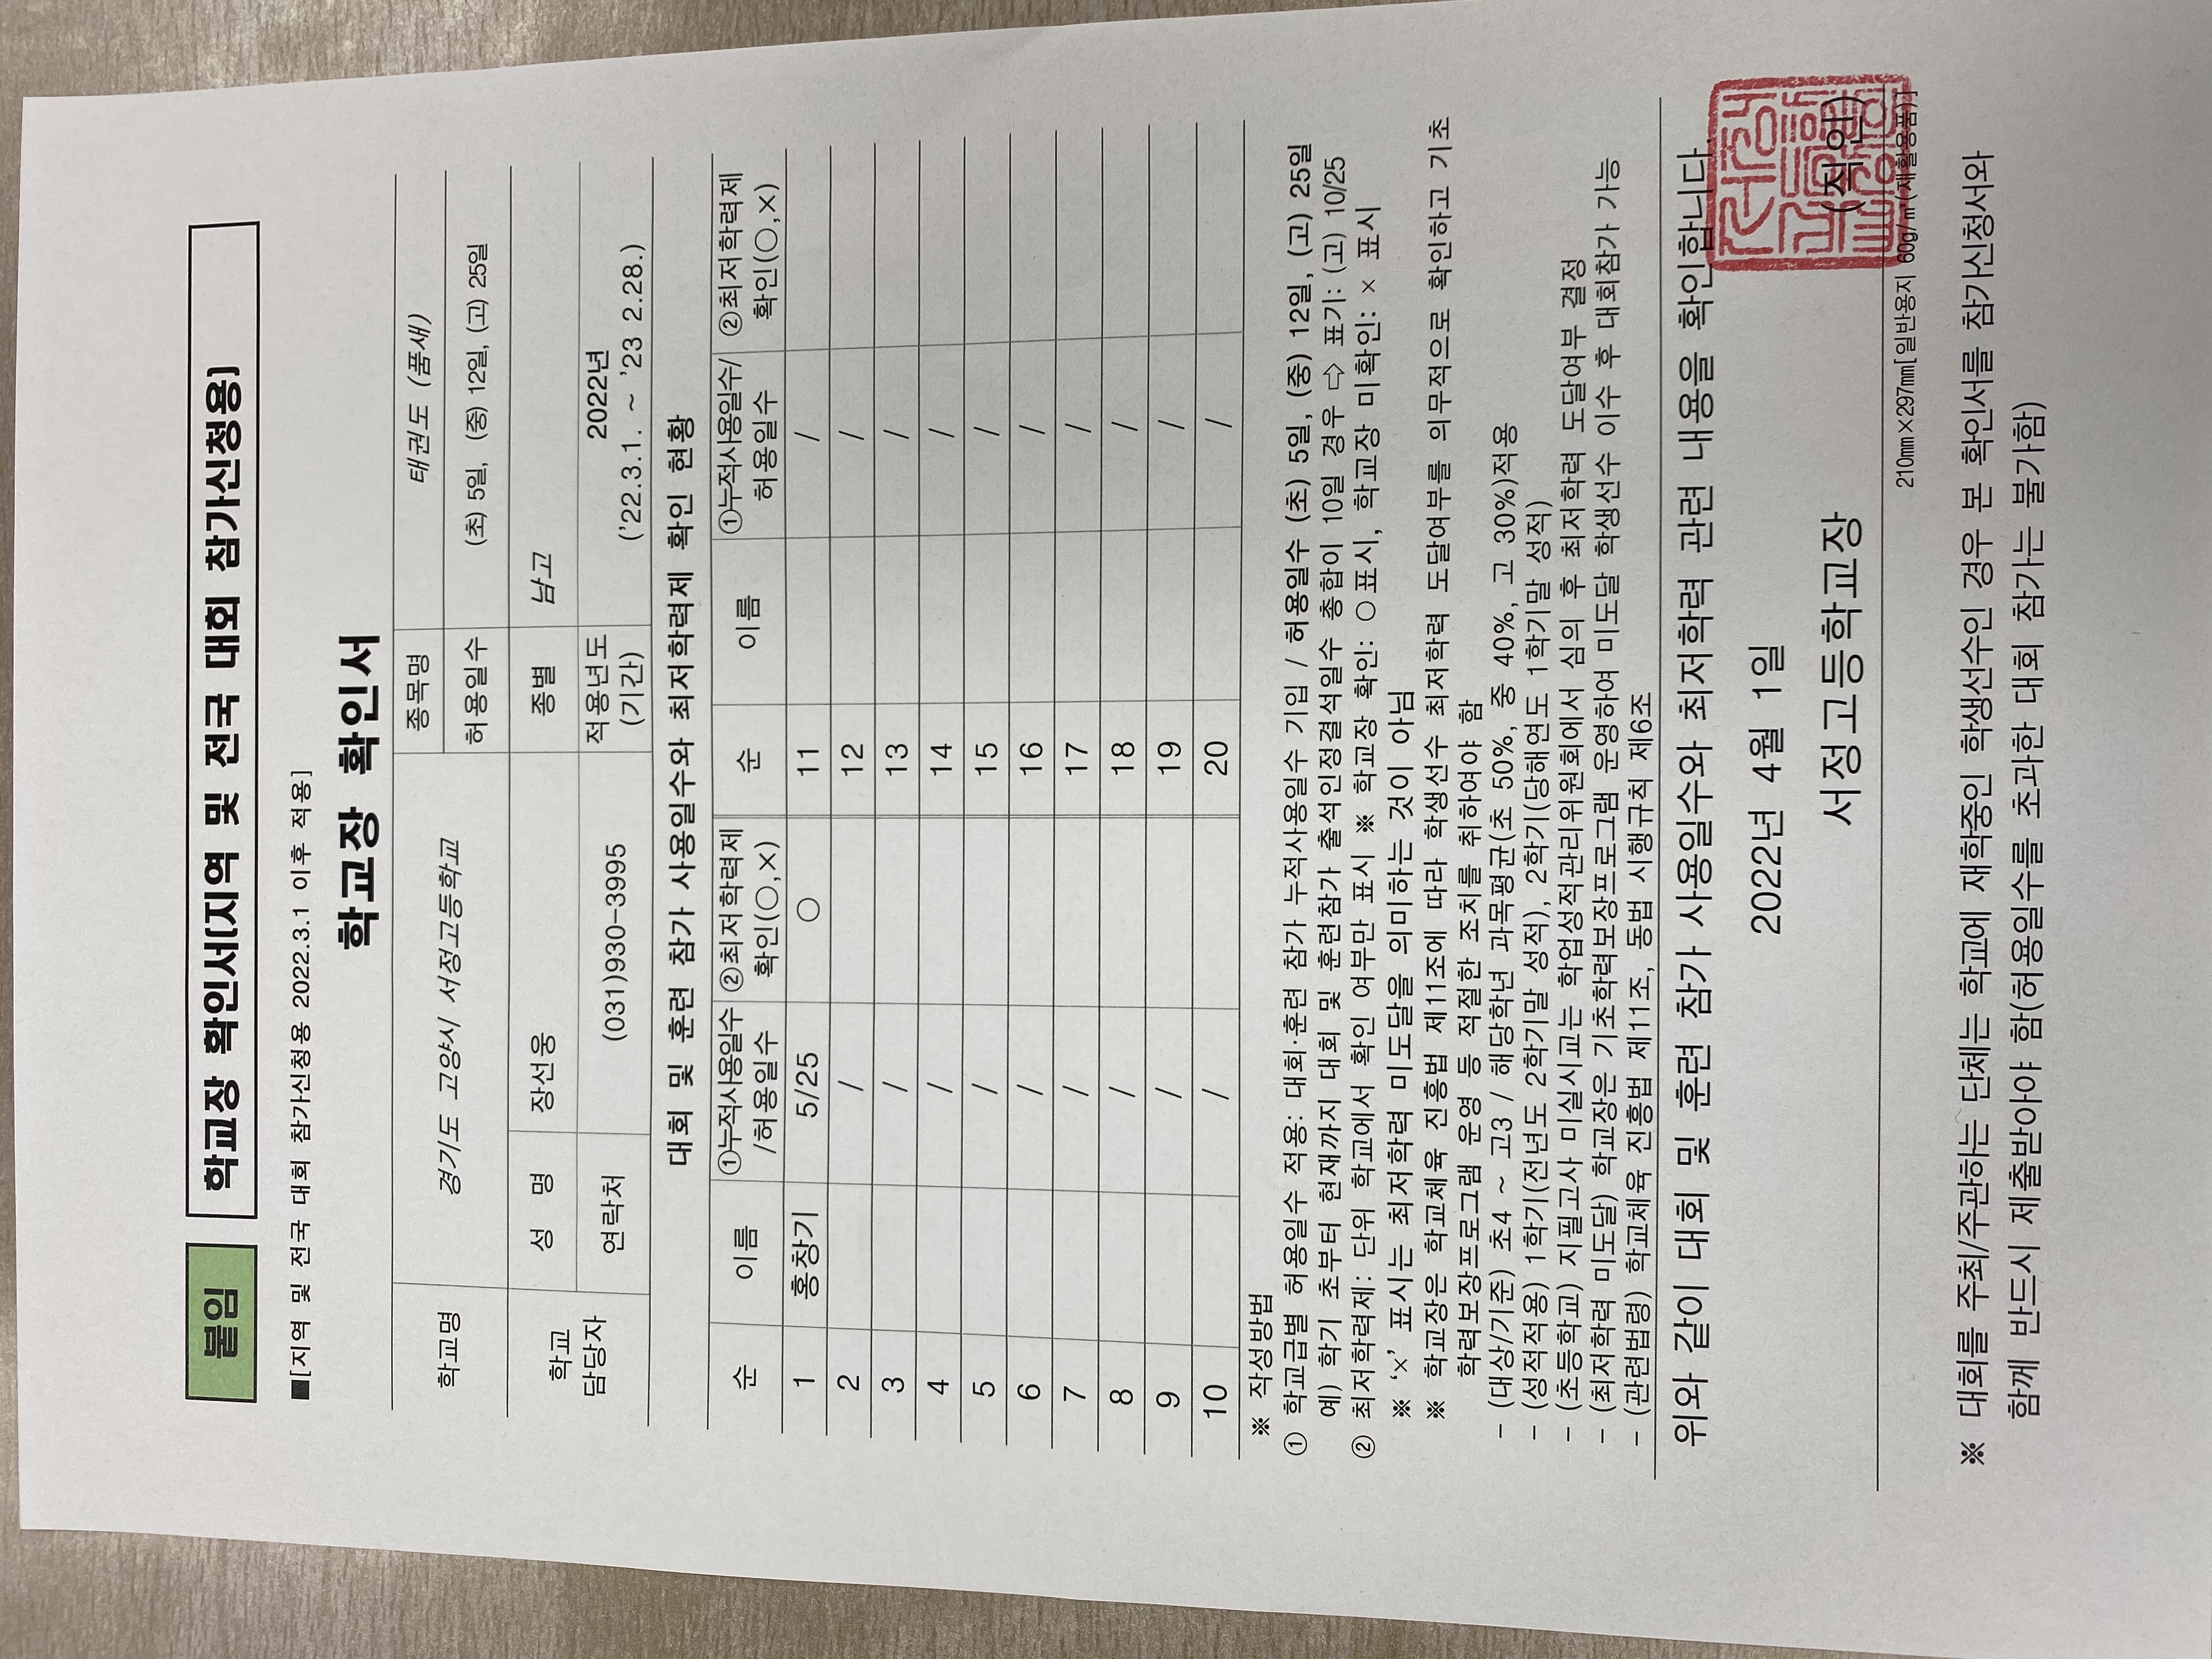 붙임 학교장 확인서[지역 및 전국 대회 참가신청용]
■[지역 및 전국 대회 참가신청용 2022.3.1 이후 적용]
학교장 확인서
학교명 경기도 고양시 서정고등학교 종목명 태권도 (품새)
허용일수 (초) 5일, (중) 12일, (고) 25일
학교 담당자 성 명 장선웅 종별 남고
연락처 (031)930-3995 적용년도 (기간) 2022년 ('22.3.1. ~ '23 2.28.)
대회 및 훈련 참가 사용일수와 최저학력제 확인 현황
순 이름 ①누적사용일수/허용일수 ②최저학력제 확인(○,×) 순 이름 ①누적사용일수/허용일수 ②최저학력제 확인(○,×)
1 홍창기 5/25 ○ 11 /
2 / 12 /
3 / 13 /
4 / 14 /
5 / 15 /
6 / 16 /
7 / 17 /
8 / 18 /
9 / 19 /
10 / 20 /
※ 작성방법
① 학교급별 허용일수 적용: 대회·훈련 참가 누적사용일수 기입 / 허용일수 (초) 5일, (중) 12일, (고) 25일
예) 학기 초부터 현재까지 대회 및 훈련참가 출석인정결석일수 총합이 10일 경우 ⇨ 표기: (고) 10/25
② 최저학력제: 단위 학교에서 확인 여부만 표시 ※ 학교장 확인: ○표시, 학교장 미확인: × 표시
※ '×' 표시는 최저학력 미도달을 의미하는 것이 아님
※ 학교장은 학교체육 진흥법 제11조에 따라 학생선수 최저학력 도달여부를 의무적으로 확인하고 기초
학력보장프로그램 운영 등 적절한 조치를 취하여야 함
- (대상/기준) 초4 ~ 고3 / 해당학년 과목평균(초 50%, 중 40%, 고 30%)적용
- (성적적용) 1학기(전년도 2학기말 성적), 2학기(당해연도 1학기말 성적)
- (초등학교) 지필고사 미실시교는 학업성적관리위원회에서 심의 후 최저학력 도달여부 결정
- (최저학력 미도달) 학교장은 기초학력보장프로그램 운영하여 미도달 학생선수 이수 후 대회참가 가능
- (관련법령) 학교체육 진흥법 제11조, 동법 시행규칙 제6조
위와 같이 대회 및 훈련 참가 사용일수와 최저학력 관련 내용을 확인합니다.
2022년 4월 1일
서정고등학교장 (직인)
210㎜×297㎜[일반용지 60g/㎡(재활용품)]
※ 대회를 주최/주관하는 단체는 학교에 재학중인 학생선수인 경우 본 확인서를 참가신청서와
함께 반드시 제출받아야 함(허용일수를 초과한 대회 참가는 불가함)